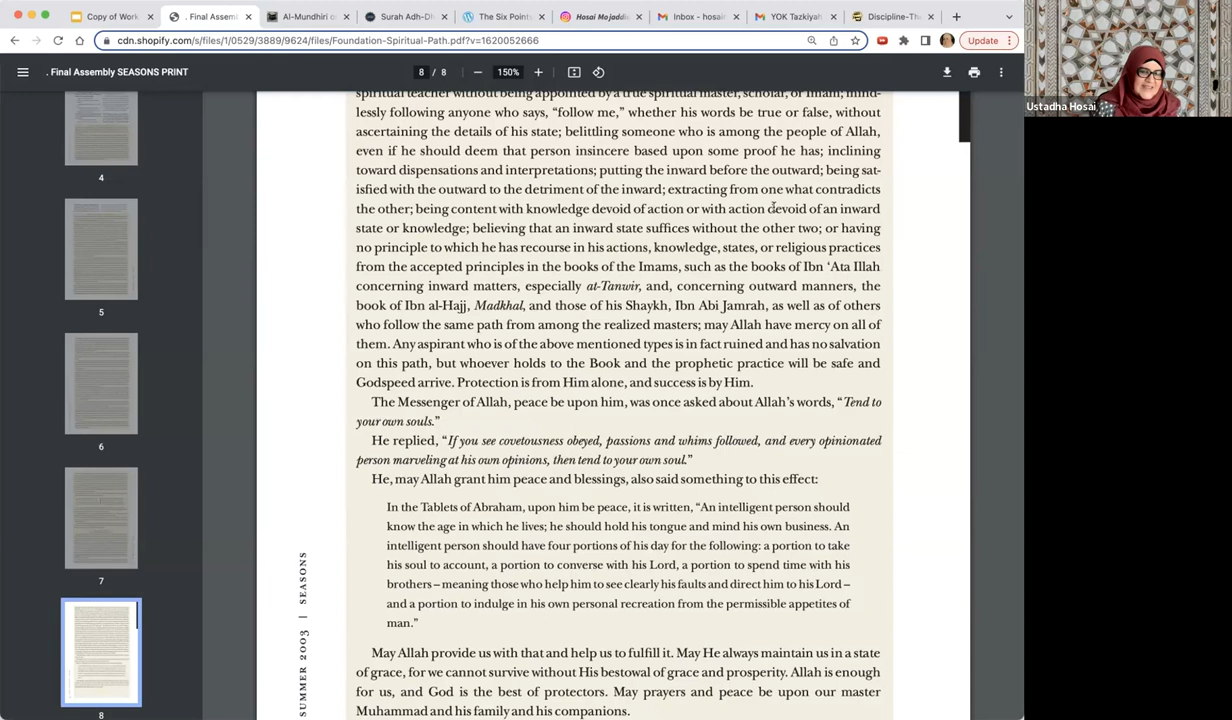 Copy of Work
. Final Assemb
Al-Mundhiri o
Surah Adh-Dh
The Six Points
Hosai Mojaddi
Inbox - hosain
YOK Tazkiyah
Discipline-The
cdn.shopify.com/s/files/1/0529/3889/9624/files/Foundation-Spiritual-Path.pdf?v=1620052666
Update
. Final Assembly SEASONS PRINT
8 / 8
150%
Ustadha Hosai
4
5
6
7
8
spiritual teacher without being appointed by a true spiritual master, scholar, or Imam; mind-
lessly following anyone who says, “follow me,” whether his words be true or false, without
ascertaining the details of his state; belittling someone who is among the people of Allah,
even if he should deem that person insincere based upon some proof he has; inclining
toward dispensations and interpretations; putting the inward before the outward; being sat-
isfied with the outward to the detriment of the inward; extracting from one what contradicts
the other; being content with knowledge devoid of action or with action devoid of an inward
state or knowledge; believing that an inward state suffices without the other two; or having
no principle to which he has recourse in his actions, knowledge, states, or religious practices
from the accepted principles in the books of the Imams, such as the books of Ibn ‘Ata Illah
concerning inward matters, especially at-Tanwir, and, concerning outward manners, the
book of Ibn al-Hajj, Madkhal, and those of his Shaykh, Ibn Abi Jamrah, as well as of others
who follow the same path from among the realized masters; may Allah have mercy on all of
them. Any aspirant who is of the above mentioned types is in fact ruined and has no salvation
on this path, but whoever holds to the Book and the prophetic practice will be safe and
Godspeed arrive. Protection is from Him alone, and success is by Him.
The Messenger of Allah, peace be upon him, was once asked about Allah’s words, “Tend to
your own souls.”
He replied, “If you see covetousness obeyed, passions and whims followed, and every opinionated
person marveling at his own opinions, then tend to your own soul.”
He, may Allah grant him peace and blessings, also said something to this effect:
In the Tablets of Abraham, upon him be peace, it is written, “An intelligent person should
know the age in which he lives; he should hold his tongue and mind his own business. An
intelligent person should have four portions of his day for the following: a portion to take
his soul to account, a portion to converse with his Lord, a portion to spend time with his
brothers – meaning those who help him to see clearly his faults and direct him to his Lord –
and a portion to indulge in his own personal recreation from the permissible appetites of
man.”
May Allah provide us with that and help us to fulfill it. May He always maintain us in a state
of grace, for we cannot survive without His bestowal of grace and prosperity. Allah is enough
for us, and God is the best of protectors. May prayers and peace be upon our master
Muhammad and his family and his companions.
SUMMER 2003 | SEASONS